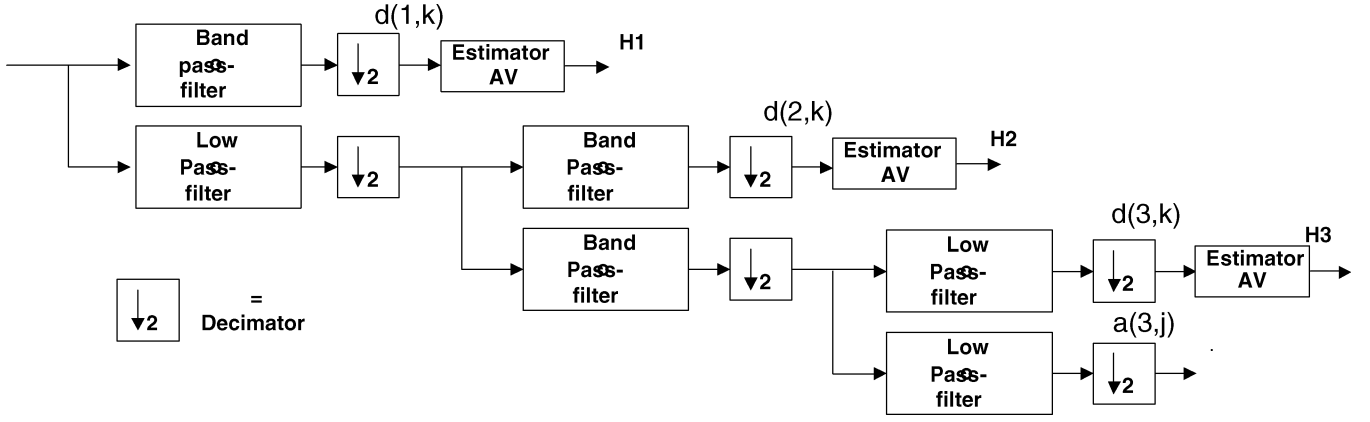 d(1,k)
Band
pass-
filter
↓2
Estimator
AV
H1
Low
Pass-
filter
↓2
d(2,k)
Band
Pass-
filter
↓2
Estimator
AV
H2
Band
Pass-
filter
↓2
d(3,k)
Low
Pass-
filter
↓2
Estimator
AV
H3
↓2
=
Decimator
a(3,j)
Low
Pass-
filter
↓2